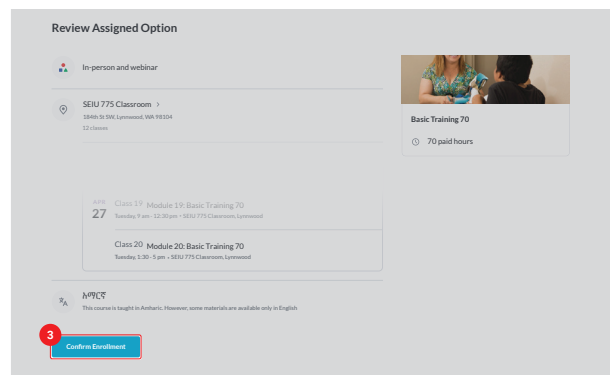 Review Assigned Option
In-person and webinar
SEIU 775 Classroom >
184th St SW, Lynnwood, WA 98104
12 classes
Basic Training 70
70 paid hours
APR
27
Class 19 Module 19: Basic Training 70
Tuesday, 9 am - 12:30 pm • SEIU 775 Classroom, Lynnwood
Class 20 Module 20: Basic Training 70
Tuesday, 1:30 - 5 pm • SEIU 775 Classroom, Lynnwood
አማርኛ
This course is taught in Amharic. However, some materials are available only in English
3
Confirm Enrollment